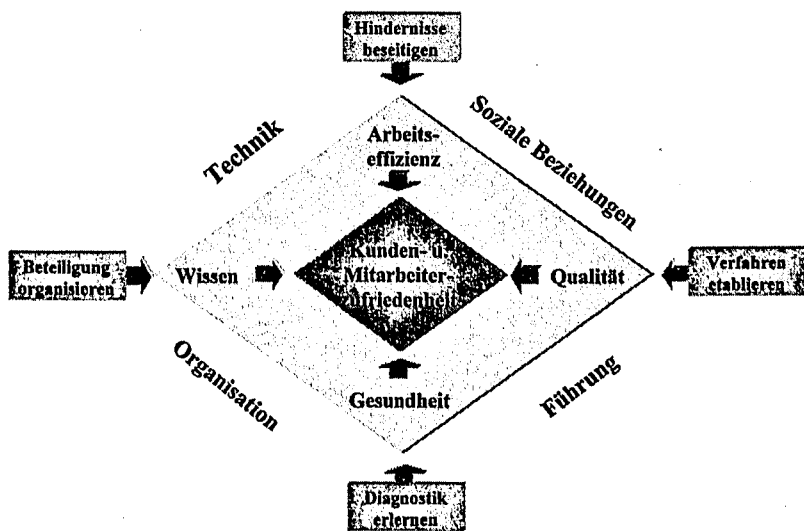 Hindernisse
beseitigen
Technik
Soziale Beziehungen
Arbeits-
effizienz
Beteiligung
organisieren
Wissen
Kunden- u
Mitarbeiter-
zufriedenheit
Qualität
Verfahren
etablieren
Organisation
Gesundheit
Führung
Diagnostik
erlernen